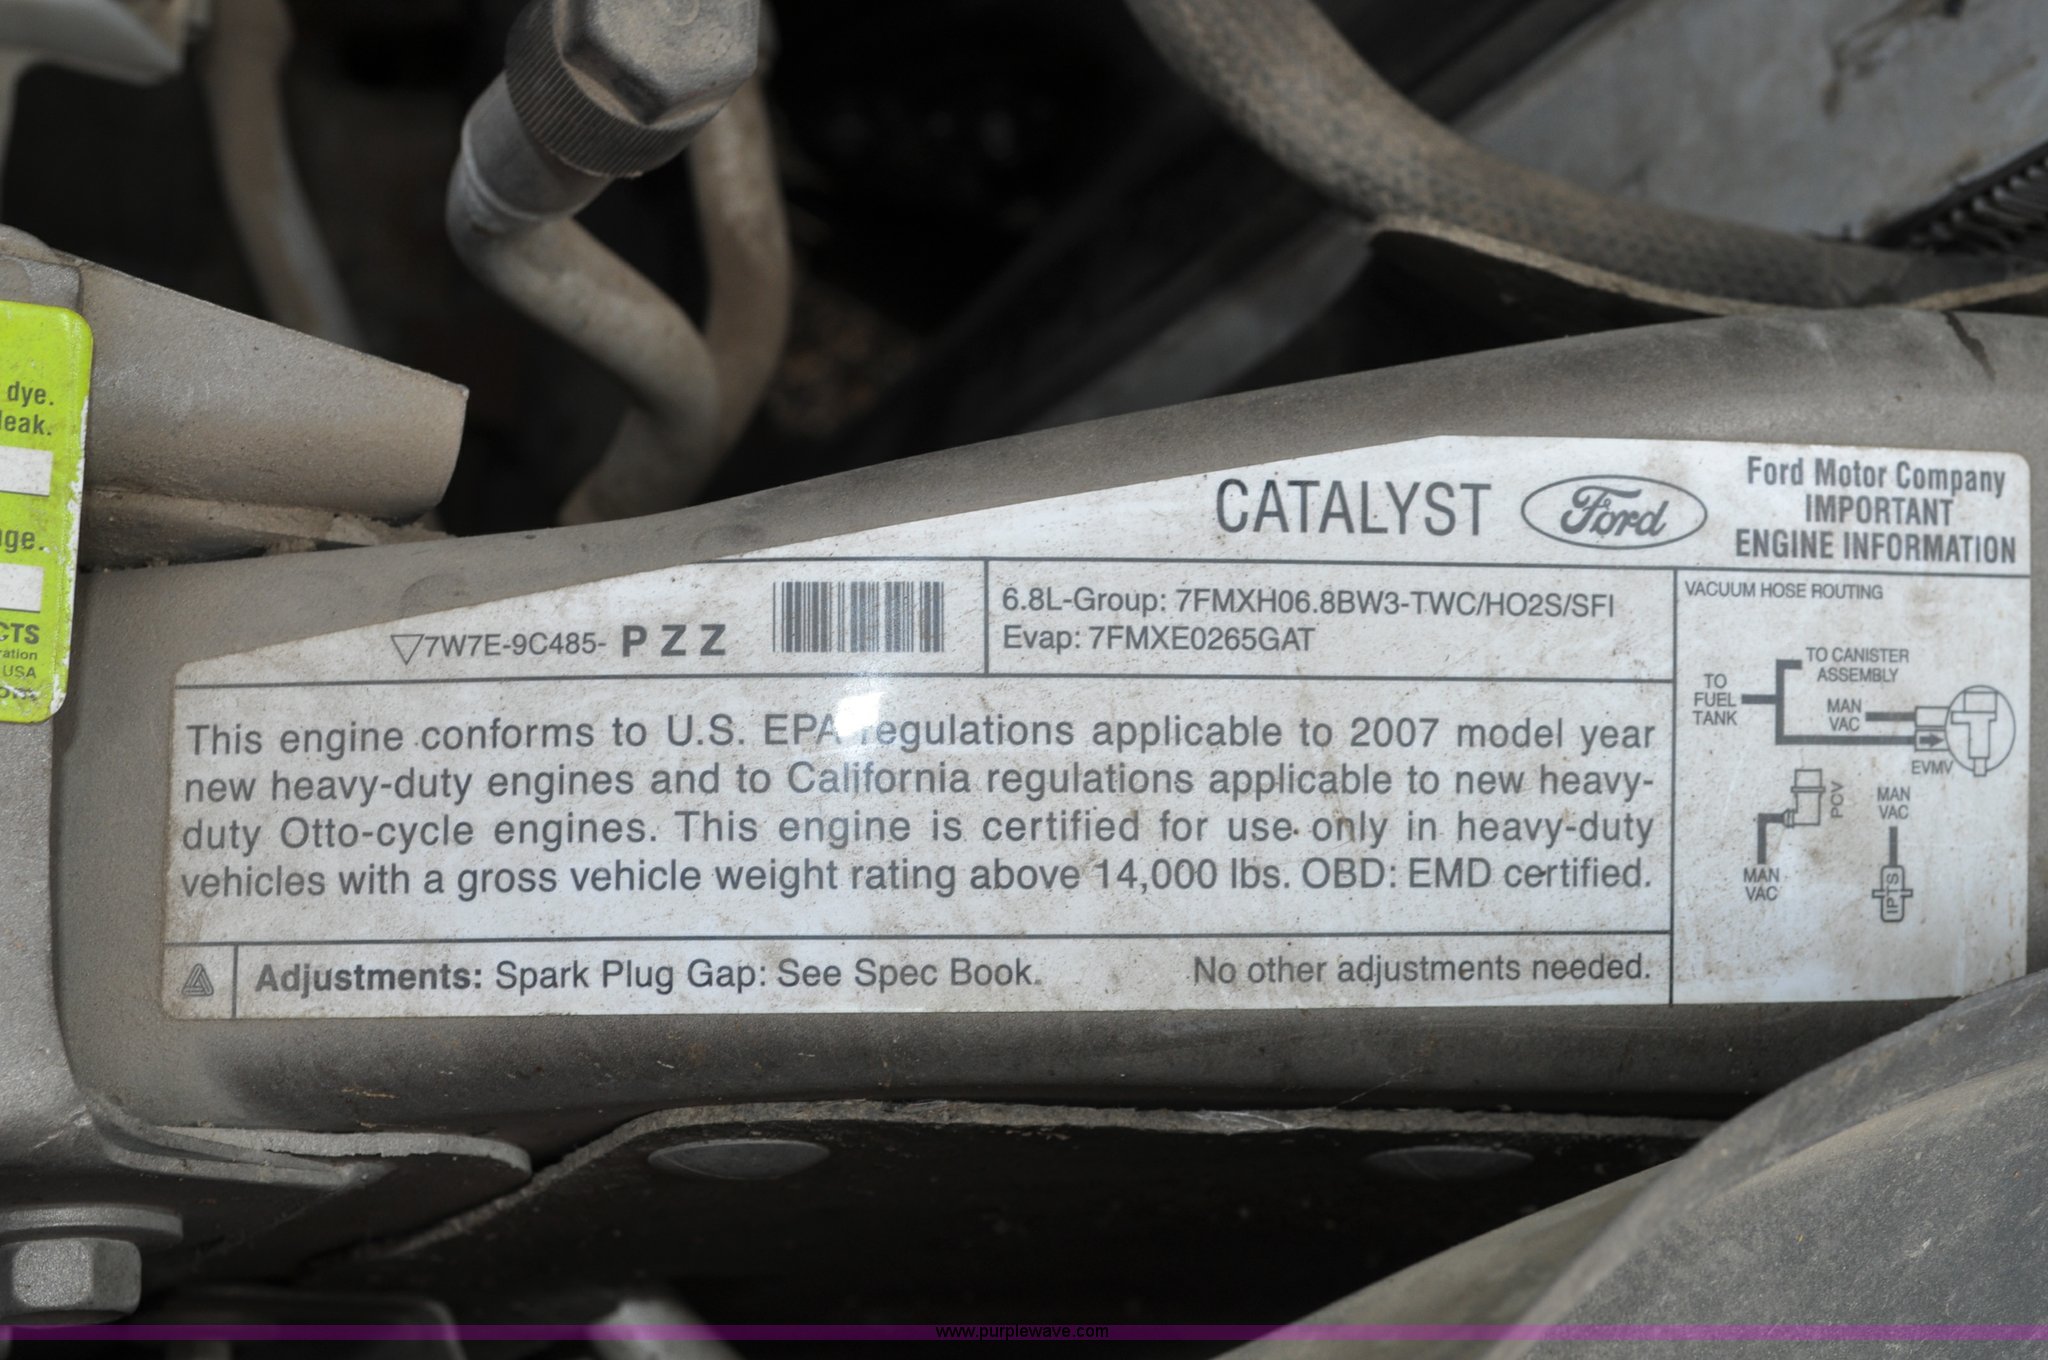 dye.
leak.
age.
CTS
ration
USA
CATALYST
Ford
Ford Motor Company
IMPORTANT
ENGINE INFORMATION
7W7E-9C485- PZZ
6.8L-Group: 7FMXH06.8BW3-TWC/HO2S/SFI
Evap: 7FMXE0265GAT
This engine conforms to U.S. EPA regulations applicable to 2007 model year
new heavy-duty engines and to California regulations applicable to new heavy-
duty Otto-cycle engines. This engine is certified for use only in heavy-duty
vehicles with a gross vehicle weight rating above 14,000 lbs. OBD: EMD certified.
Adjustments: Spark Plug Gap: See Spec Book. No other adjustments needed.
VACUUM HOSE ROUTING
TO CANISTER
ASSEMBLY
TO
FUEL
TANK
MAN
VAC
EVMV
PCV
MAN
VAC
MAN
VAC
IPTS
www.purplewave.com